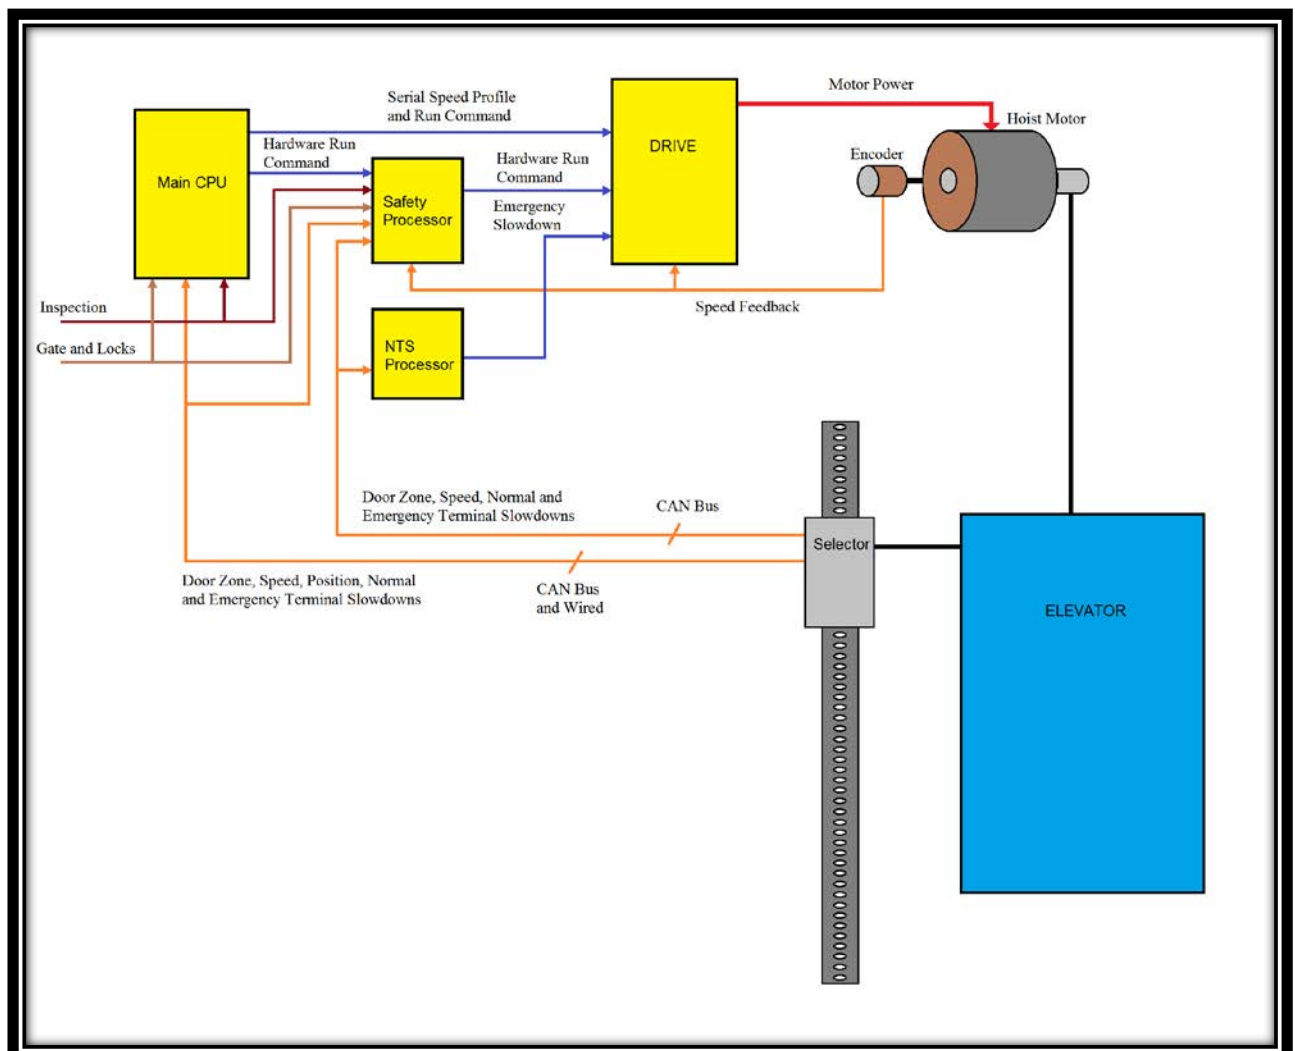 Serial Speed Profile
and Run Command
Motor Power
Hoist Motor
Hardware Run
Command
Main CPU
Safety
Processor
Hardware Run
Command
DRIVE
Encoder
Emergency
Slowdown
Inspection
Gate and Locks
Speed Feedback
NTS
Processor
Door Zone, Speed, Normal and
Emergency Terminal Slowdowns
CAN Bus
Selector
Door Zone, Speed, Position, Normal
and Emergency Terminal Slowdowns
CAN Bus
and Wired
ELEVATOR